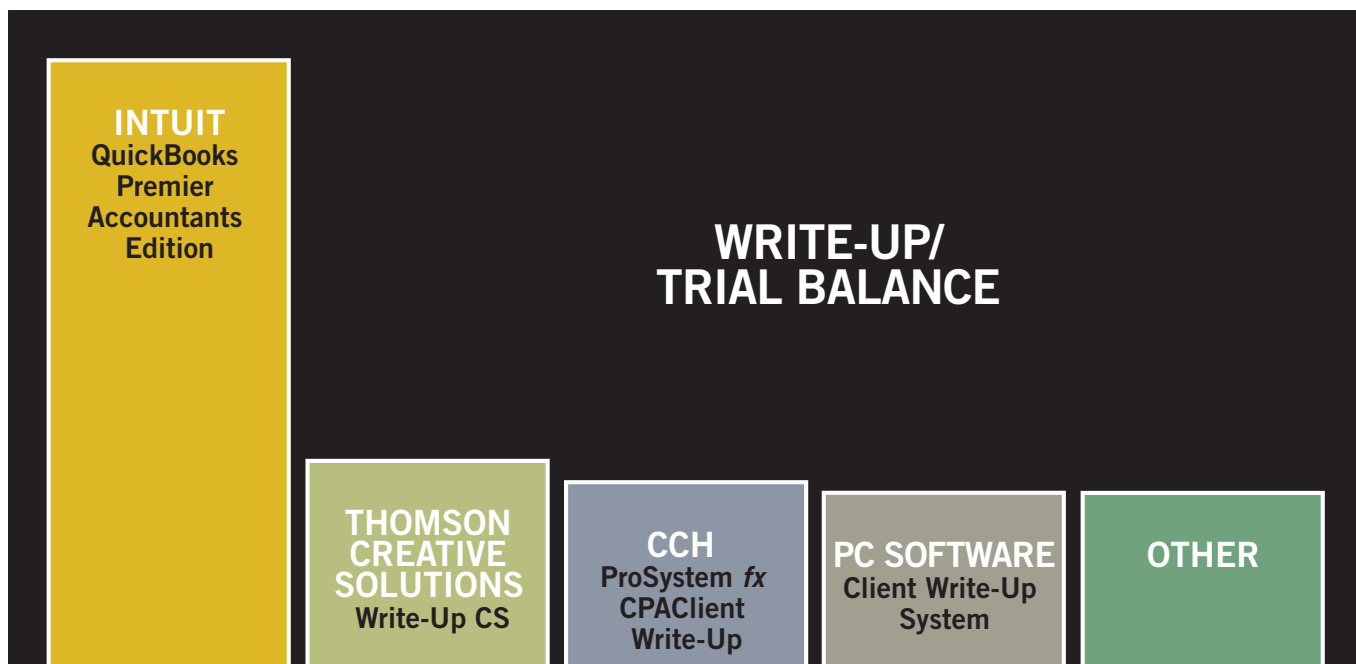 INTUIT
QuickBooks
Premier
Accountants
Edition
WRITE-UP/
TRIAL BALANCE
THOMSON
CREATIVE
SOLUTIONS
Write-Up CS
CCH
ProSystem fx
CPAClient
Write-Up
PC SOFTWARE
Client Write-Up
System
OTHER